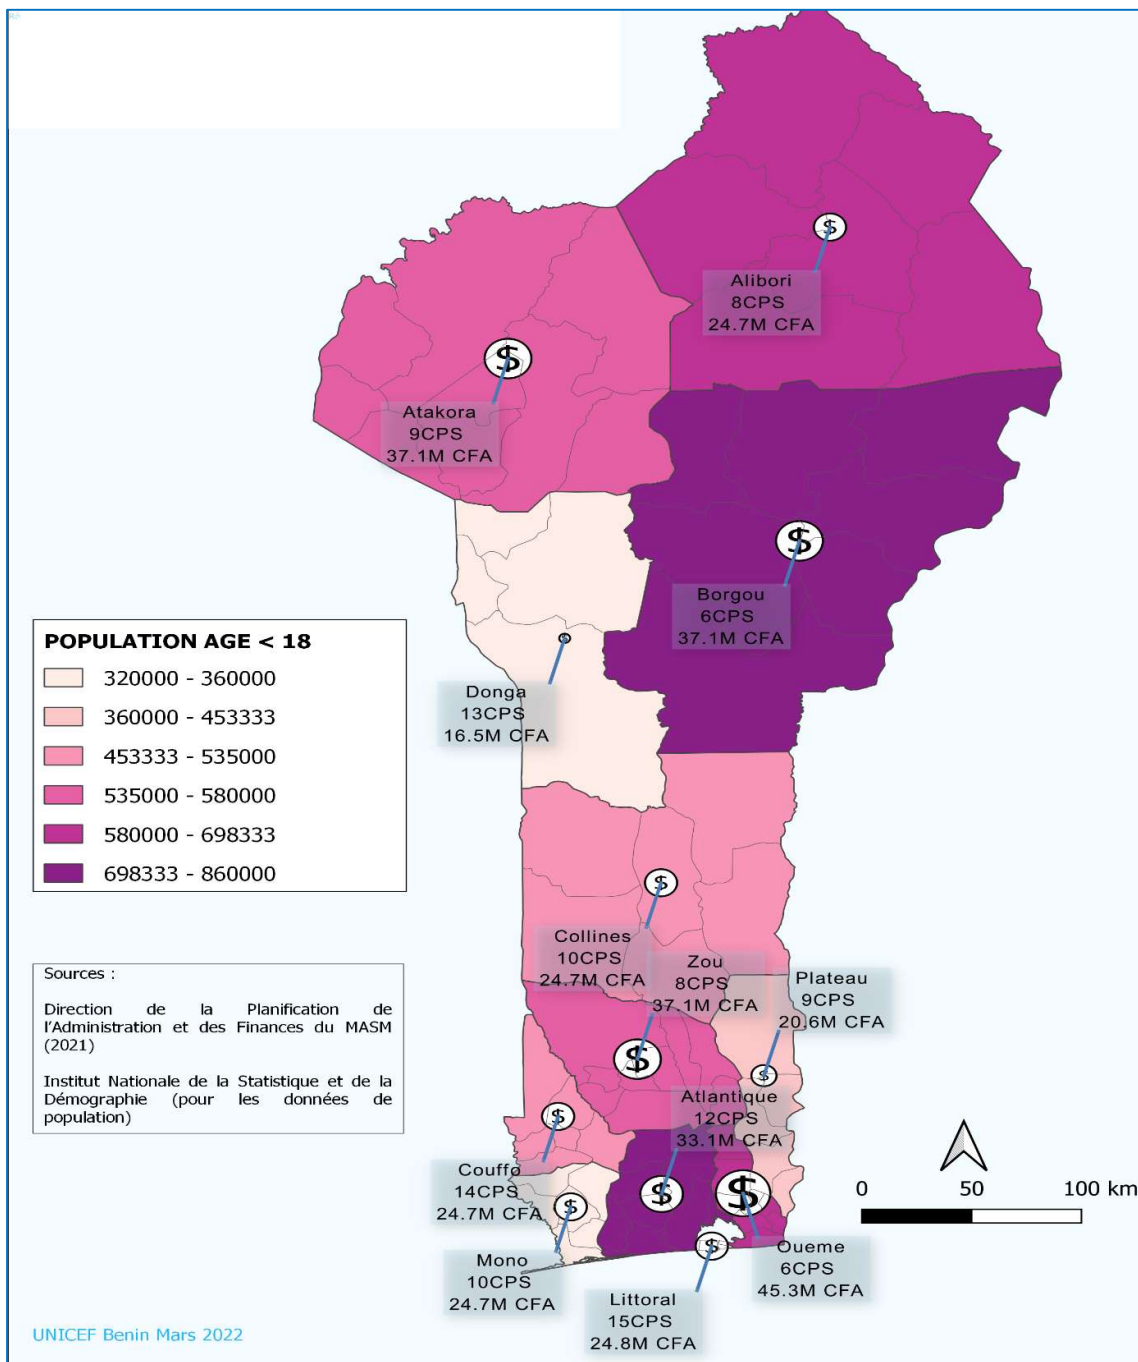 Alibori
8CPS
24.7M CFA
Atakora
9CPS
37.1M CFA
Borgou
6CPS
37.1M CFA
POPULATION AGE < 18
320000 - 360000
360000 - 453333
453333 - 535000
535000 - 580000
580000 - 698333
698333 - 860000
Donga
13CPS
16.5M CFA
Collines
10CPS
24.7M CFA
Zou
8CPS
37.1M CFA
Plateau
9CPS
20.6M CFA
Sources :
Direction de la Planification de
l'Administration et des Finances du MASM
(2021)
Institut Nationale de la Statistique et de la
Démographie (pour les données de
population)
Atlantique
12CPS
33.1M CFA
Couffo
14CPS
24.7M CFA
0 50 100 km
Mono
10CPS
24.7M CFA
Littoral
15CPS
24.8M CFA
Oueme
6CPS
45.3M CFA
UNICEF Benin Mars 2022